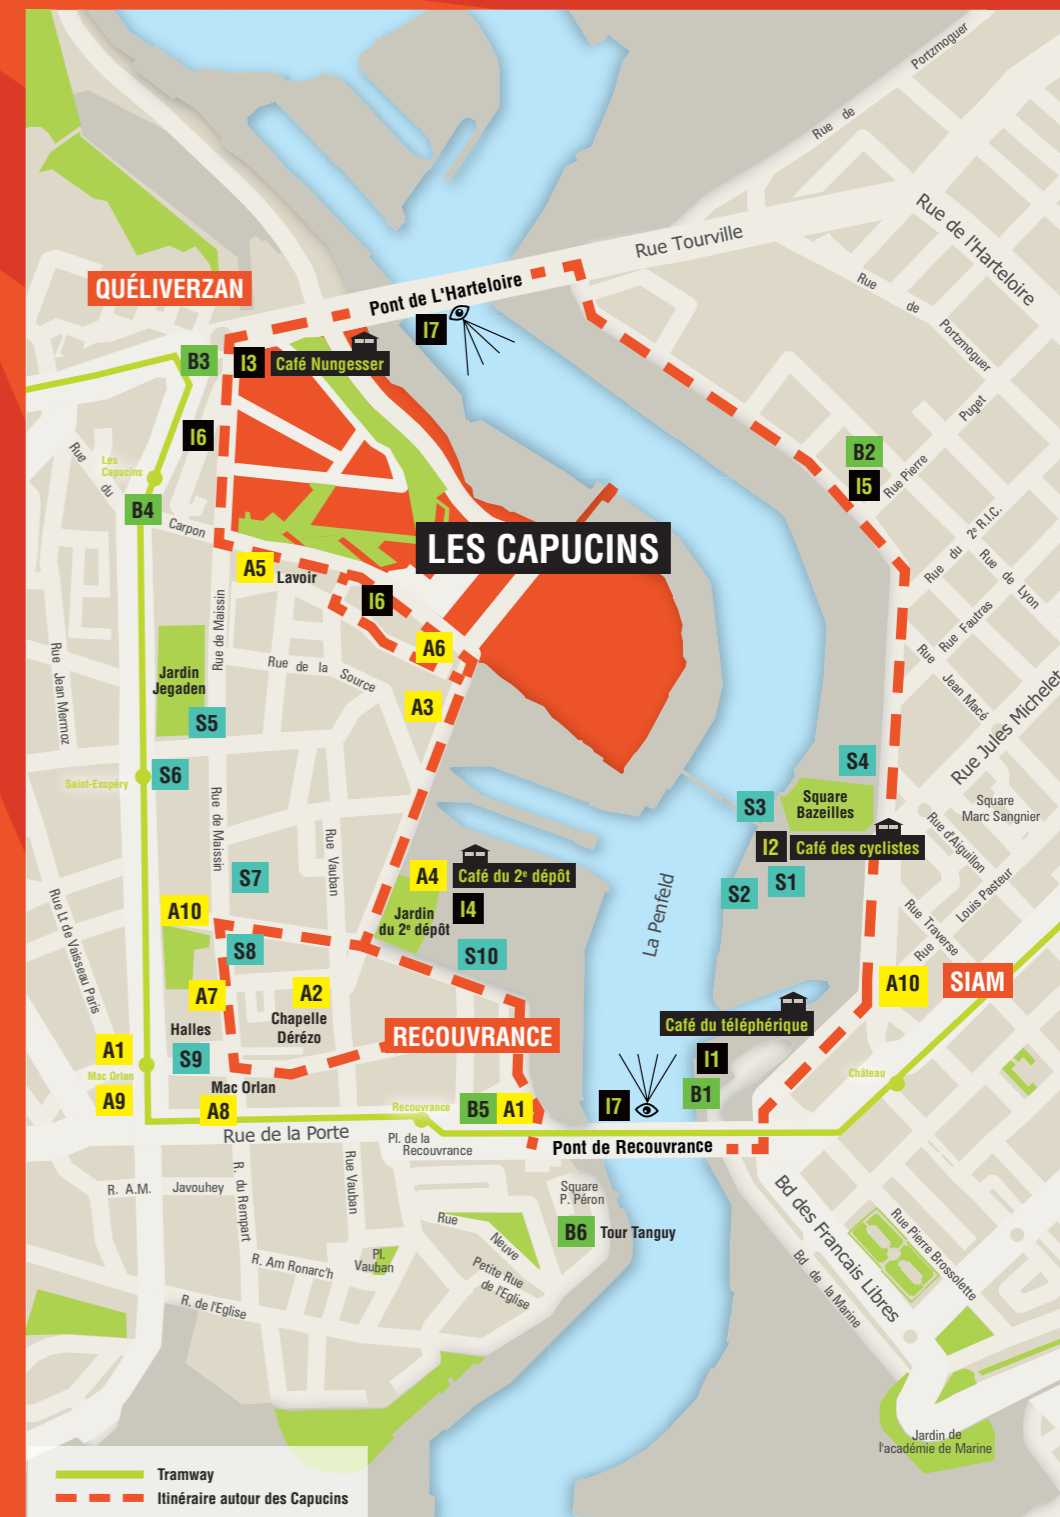 Portzmoguer
Rue de
Rue de l'Harteloire
Rue Tourville
QUÉLIVERZAN
Pont de L'Harteloire
Rue de Portzmoguer
I7
B3
I3
Café Nungesser
Puget
Rue Pierre
I6
B2
I5
Rue du
Les
Capucins
B4
Carpon
LES CAPUCINS
Rue du 2e R.I.C.
Rue de Lyon
A5
Lavoir
I6
Rue de Maissin
Rue Fautras
Rue Jean Macé
A6
Rue Jean Mermoz
Jardin
Jegaden
Rue de la Source
A3
S5
Rue Jules Michelet
S4
Saint-Exupéry
S6
Rue de Maissin
Rue Vauban
S3
Square
Bazeilles
Square
Marc Sangnier
Rue d'Aiguillon
I2
Café des cyclistes
A4
Café du 2e dépôt
S7
S2
S1
Rue Lt de Vaisseau Paris
A10
Jardin
du 2e dépôt
I4
La Penfeld
Rue Traverse
Rue Louis Pasteur
S8
S10
A7
A2
A10
SIAM
Halles
Chapelle
Dérézo
RECOUVRANCE
Café du téléphérique
A1
Mac Orlan
A9
S9
I1
Château
Mac Orlan
A8
Recouvrance
B5
A1
I7
B1
Rue de la Porte
Pl. de la
Recouvrance
Pont de Recouvrance
R. A.M. Javouhey
R. du Rempart
Rue Vauban
Square
P. Péron
Bd des Francais Libres
Rue Neuve
B6
Tour Tanguy
Rue Pierre Brossolette
R. Am Ronarc'h
Pl.
Vauban
Petite Rue
de l'Eglise
Bd de la Marine
R. de l'Eglise
Jardin de
l'académie de Marine
Tramway
Itinéraire autour des Capucins